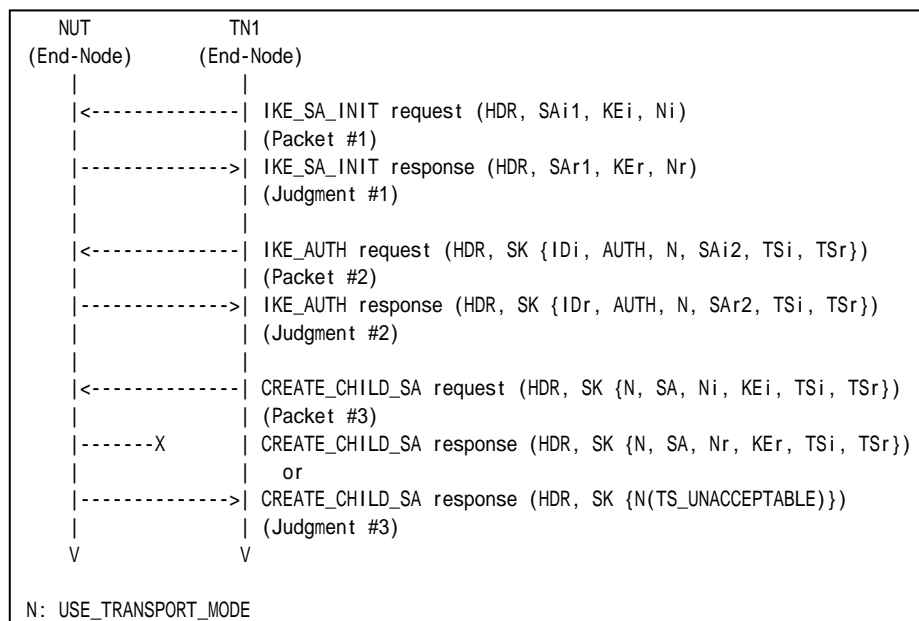 NUT TN1
(End-Node) (End-Node)
| |
|<--------------| IKE_SA_INIT request (HDR, SAi1, KEi, Ni)
| | (Packet #1)
|-------------->| IKE_SA_INIT response (HDR, SAr1, KEr, Nr)
| | (Judgment #1)
| |
|<--------------| IKE_AUTH request (HDR, SK {IDi, AUTH, N, SAi2, TSi, TSr})
| | (Packet #2)
|-------------->| IKE_AUTH response (HDR, SK {IDr, AUTH, N, SAr2, TSi, TSr})
| | (Judgment #2)
| |
|<--------------| CREATE_CHILD_SA request (HDR, SK {N, SA, Ni, KEi, TSi, TSr})
| | (Packet #3)
|-------X | CREATE_CHILD_SA response (HDR, SK {N, SA, Nr, KEr, TSi, TSr})
| | or
|-------------->| CREATE_CHILD_SA response (HDR, SK {N(TS_UNACCEPTABLE)})
| | (Judgment #3)
V V
N: USE_TRANSPORT_MODE